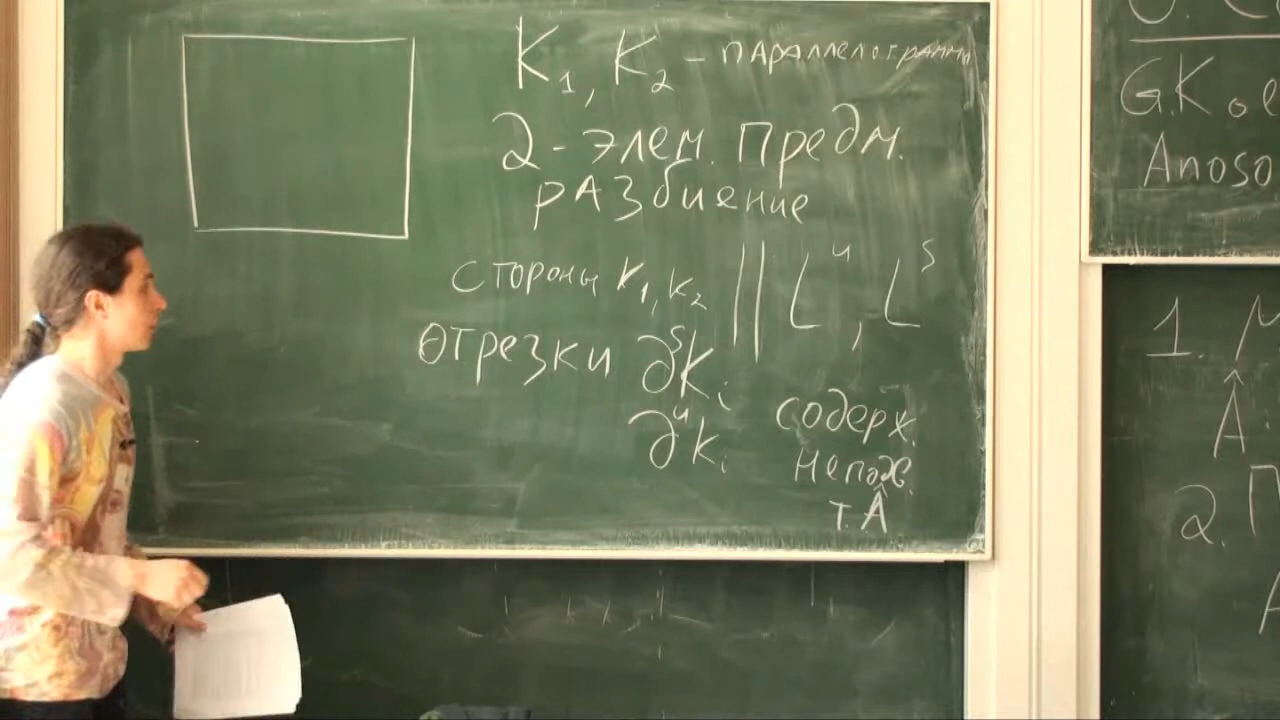 K₁, K₂ – параллелограммы
2-элем. предм.
разбиение
стороны K₁, K₂ || Lᵘ, Lˢ
отрезки ∂ˢKᵢ
∂ᵘKᵢ
содерж.
непод.
т. Â
G.K
Anoso
1.
Â
2. П
A